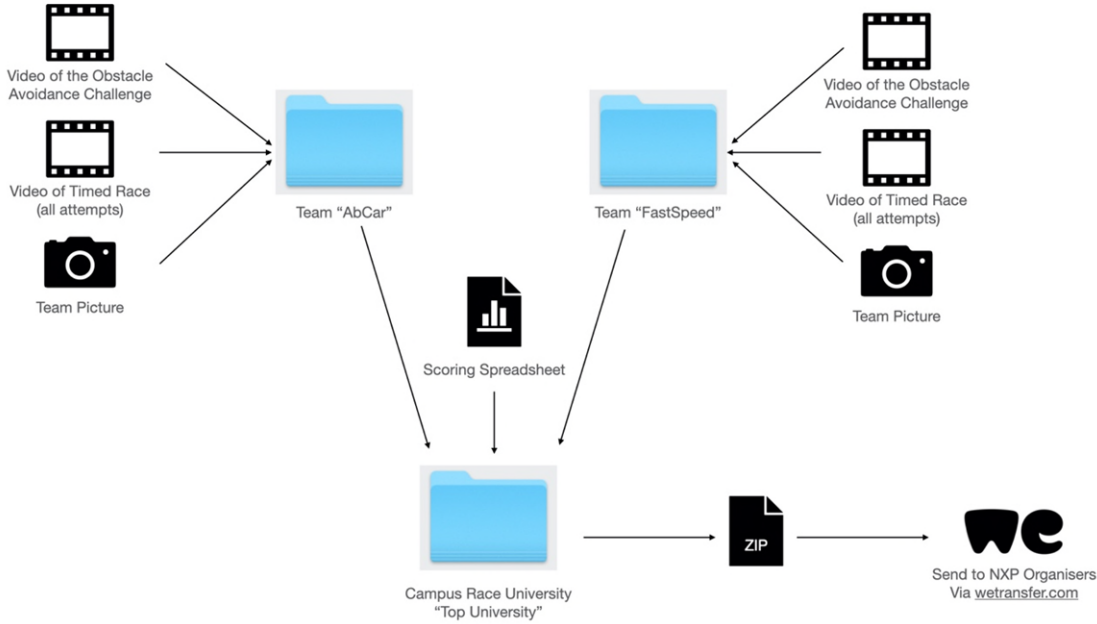 Video of the Obstacle
Avoidance Challenge
Video of Timed Race
(all attempts)
Team Picture
Team “AbCar”
Team “FastSpeed”
Video of the Obstacle
Avoidance Challenge
Video of Timed Race
(all attempts)
Team Picture
Scoring Spreadsheet
Campus Race University
“Top University”
ZIP
we
Send to NXP Organisers
Via wetransfer.com